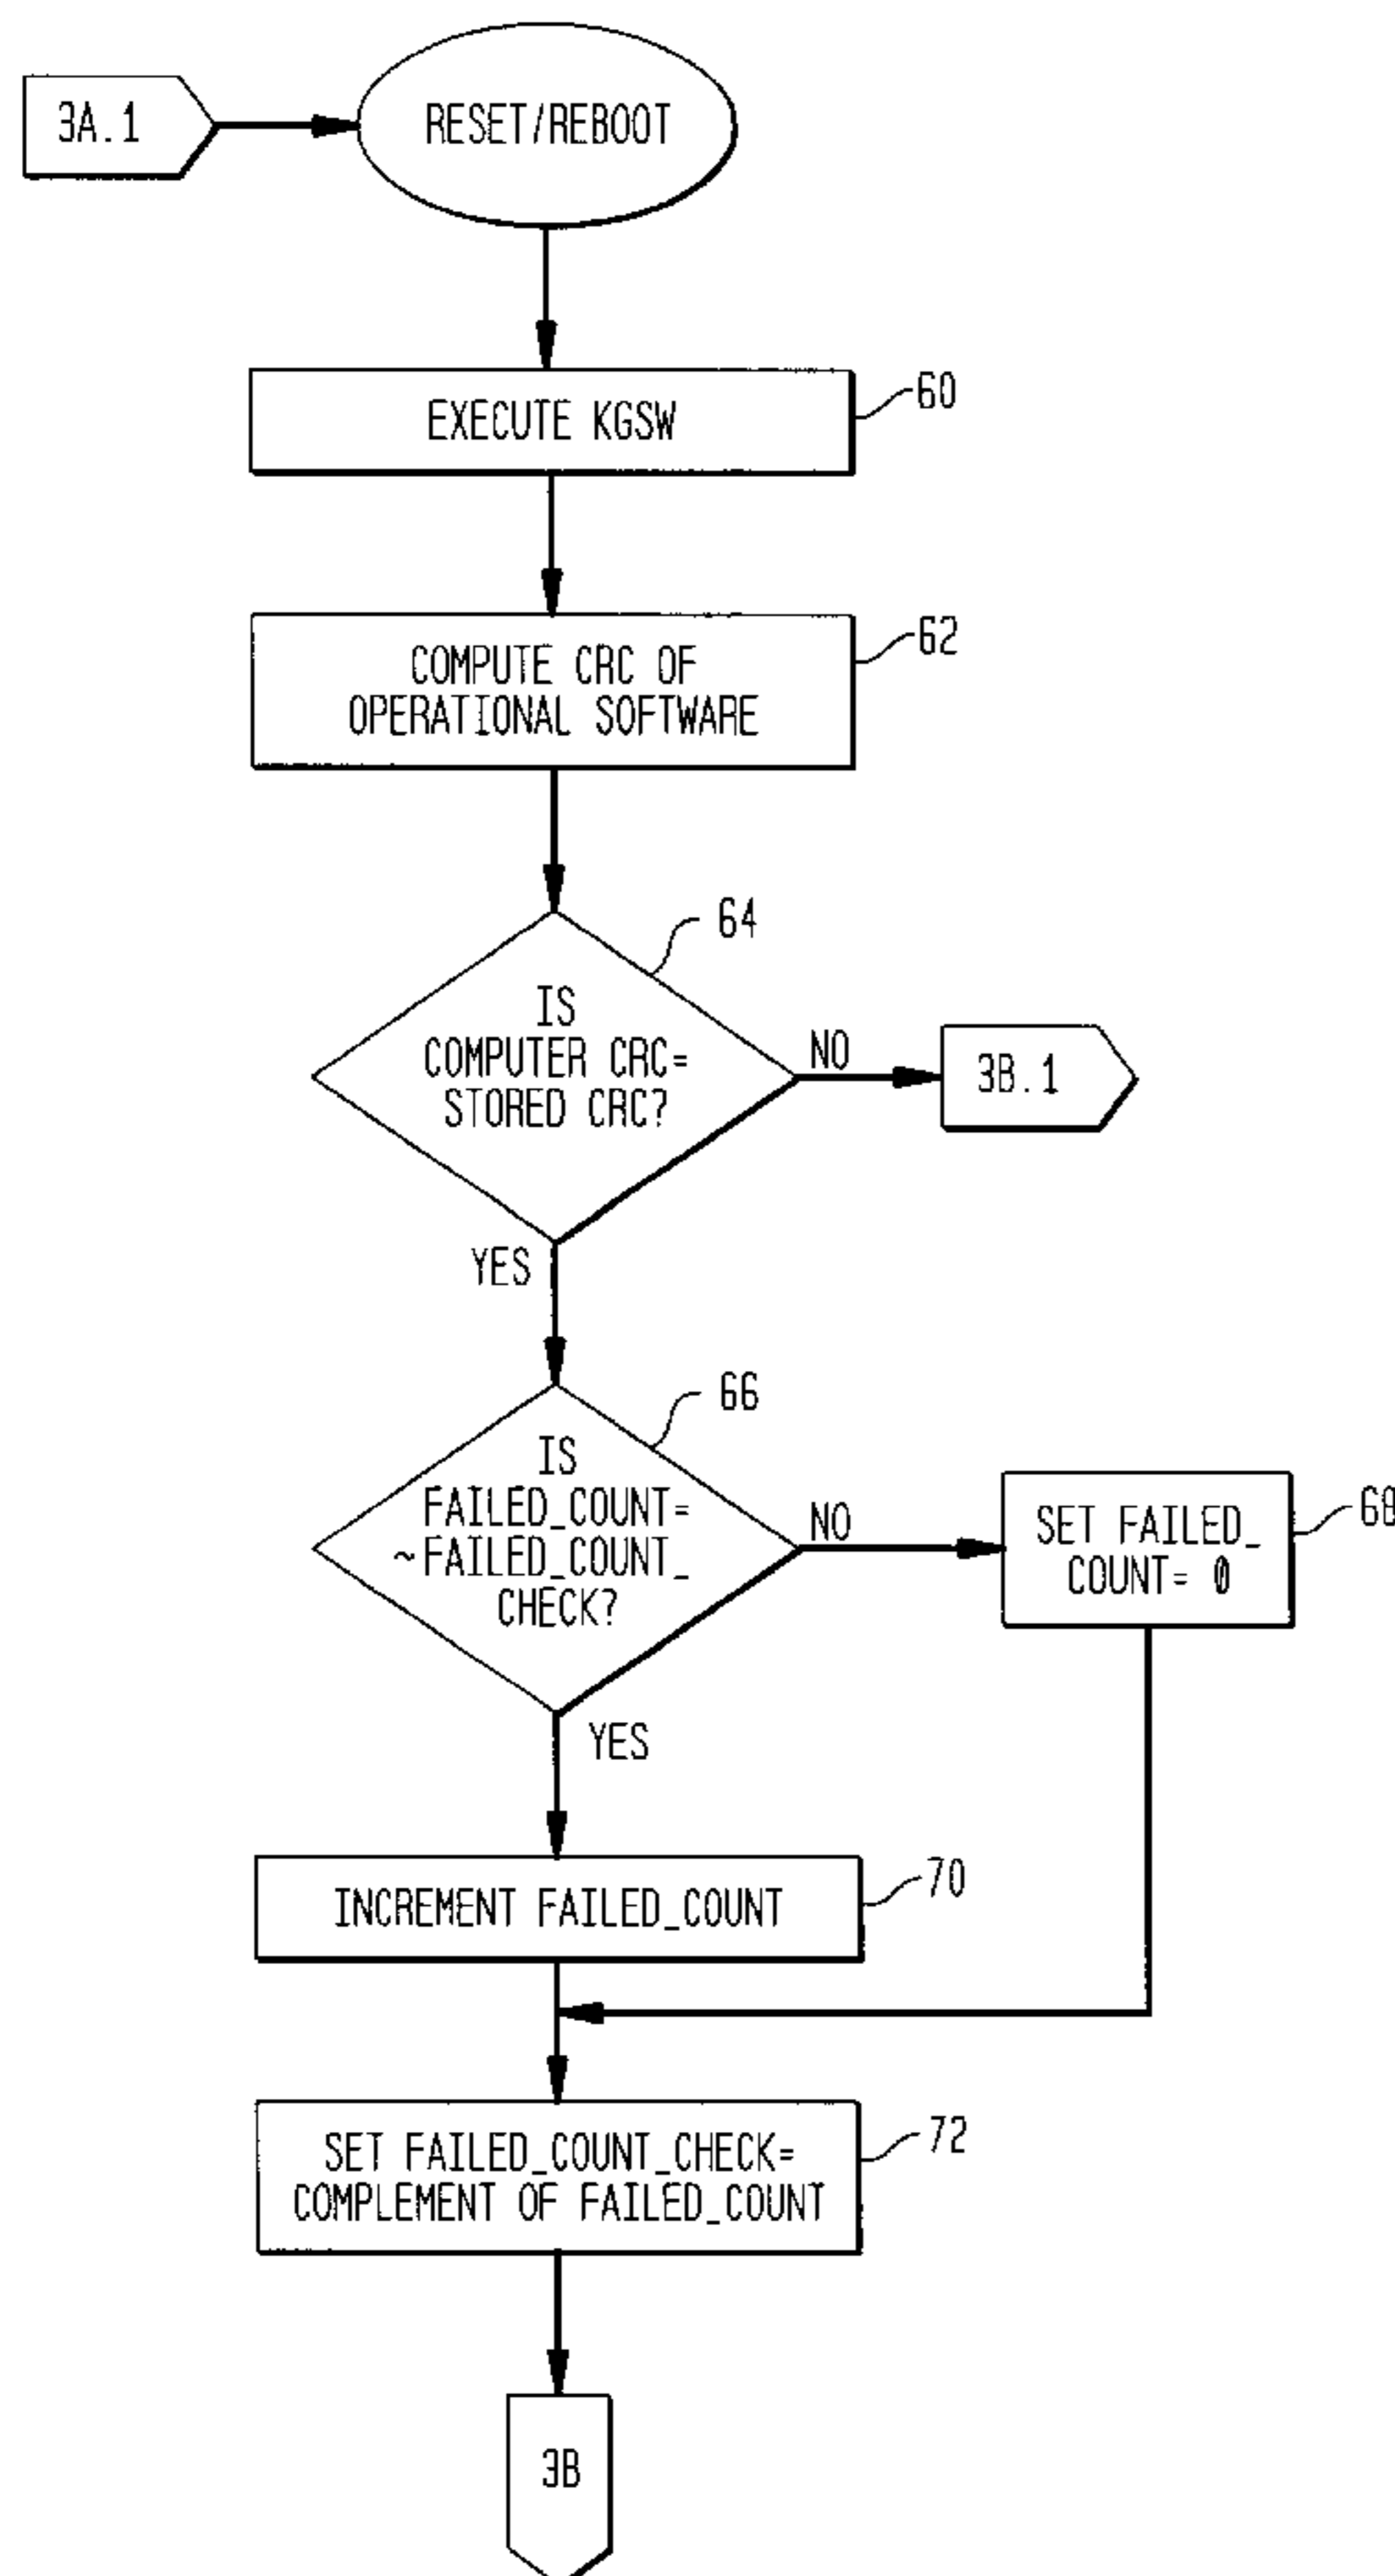 3A.1
RESET/REBOOT
EXECUTE KGSW
60
COMPUTE CRC OF
OPERATIONAL SOFTWARE
62
64
IS
COMPUTER CRC=
STORED CRC?
NO
3B.1
YES
66
IS
FAILED_COUNT=
~FAILED_COUNT_
CHECK?
NO
SET FAILED_
COUNT= 0
68
YES
INCREMENT FAILED_COUNT
70
SET FAILED_COUNT_CHECK=
COMPLEMENT OF FAILED_COUNT
72
3B